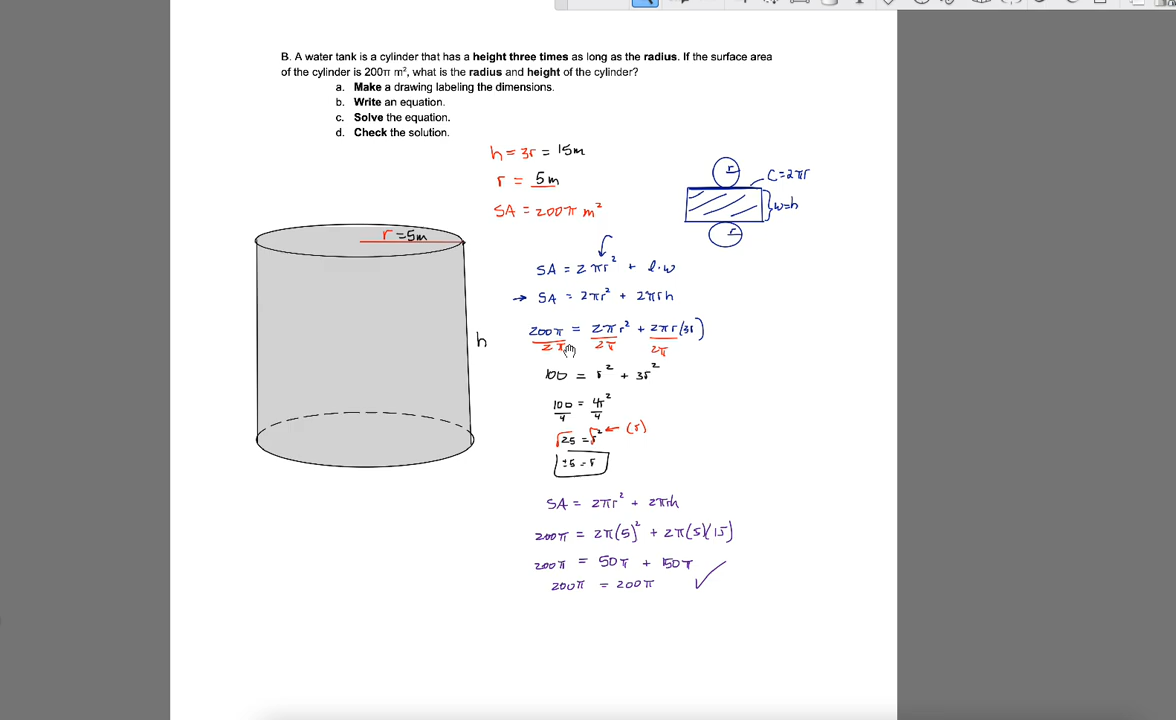 B. A water tank is a cylinder that has a height three times as long as the radius. If the surface area
of the cylinder is 200π m², what is the radius and height of the cylinder?
a. Make a drawing labeling the dimensions.
b. Write an equation.
c. Solve the equation.
d. Check the solution.
h = 3r = 15m
r = 5m
SA = 200π m²
r
C=2πr
w=h
r
r =5m
h
SA = 2πr² + l·w
→ SA = 2πr² + 2πrh
200π = 2πr² + 2πr(3r)
2π 2π 2π
100 = r² + 3r²
100 = 4r²
4 4
√25 = √r² ← (r)
±5 = r
SA = 2πr² + 2πrh
200π = 2π(5)² + 2π(5)(15)
200π = 50π + 150π
200π = 200π ✓